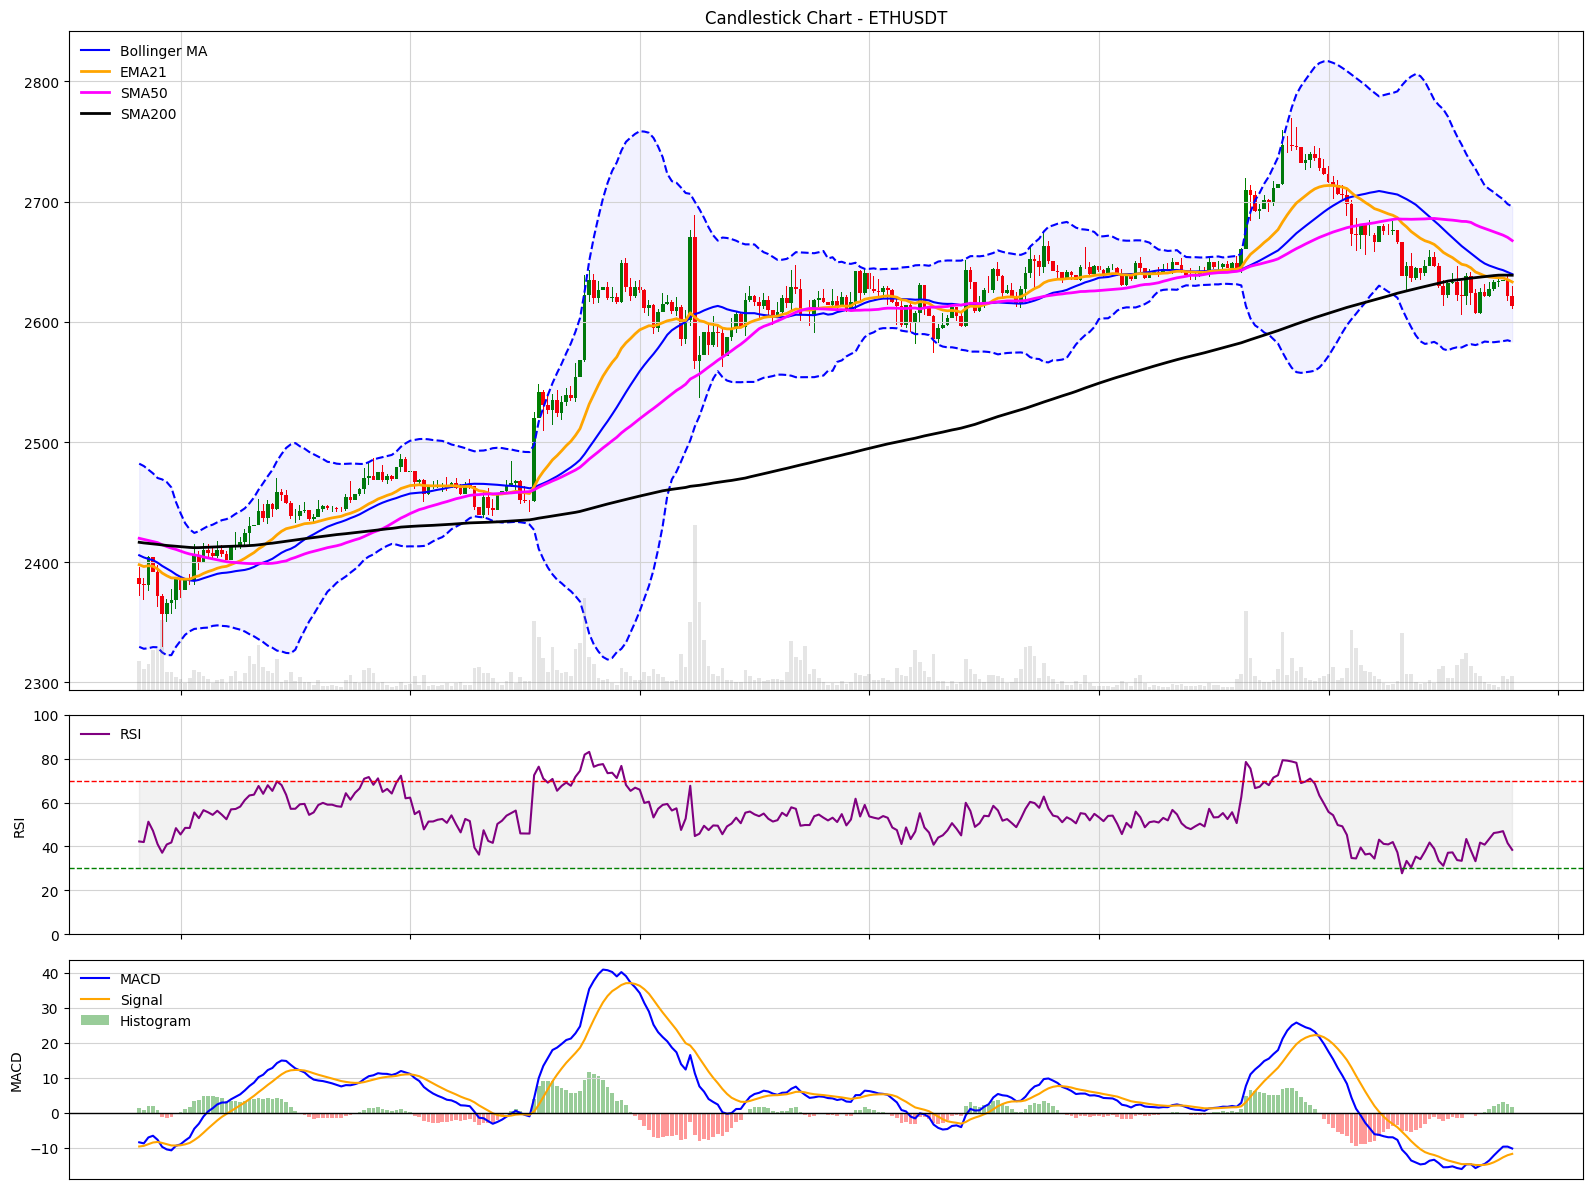 Candlestick Chart - ETHUSDT
Bollinger MA
EMA21
SMA50
SMA200
2800
2700
2600
2500
2400
2300
RSI
100
80
60
40
20
0
RSI
MACD
Signal
Histogram
40
30
20
10
0
−10
MACD